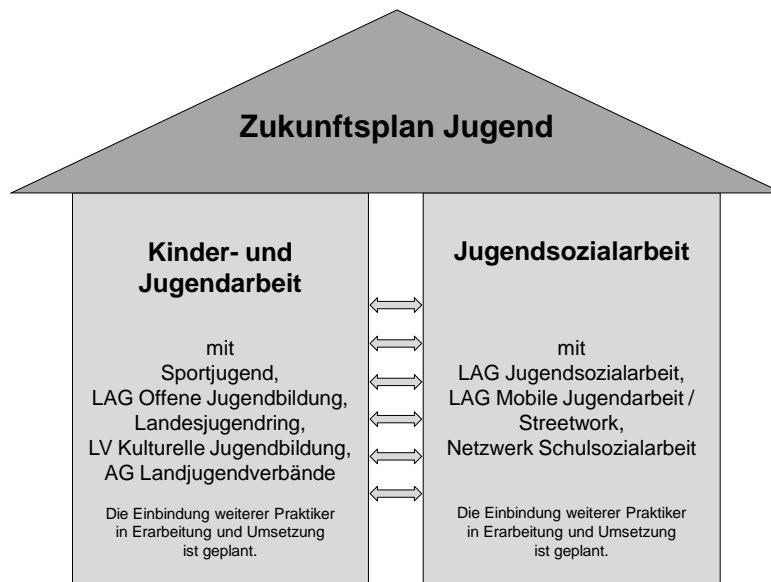 Zukunftsplan Jugend
Kinder- und
Jugendarbeit
mit
Sportjugend,
LAG Offene Jugendbildung,
Landesjugendring,
LV Kulturelle Jugendbildung,
AG Landjugendverbände
Die Einbindung weiterer Praktiker
in Erarbeitung und Umsetzung
ist geplant.
Jugendsozialarbeit
mit
LAG Jugendsozialarbeit,
LAG Mobile Jugendarbeit /
Streetwork,
Netzwerk Schulsozialarbeit
Die Einbindung weiterer Praktiker
in Erarbeitung und Umsetzung
ist geplant.